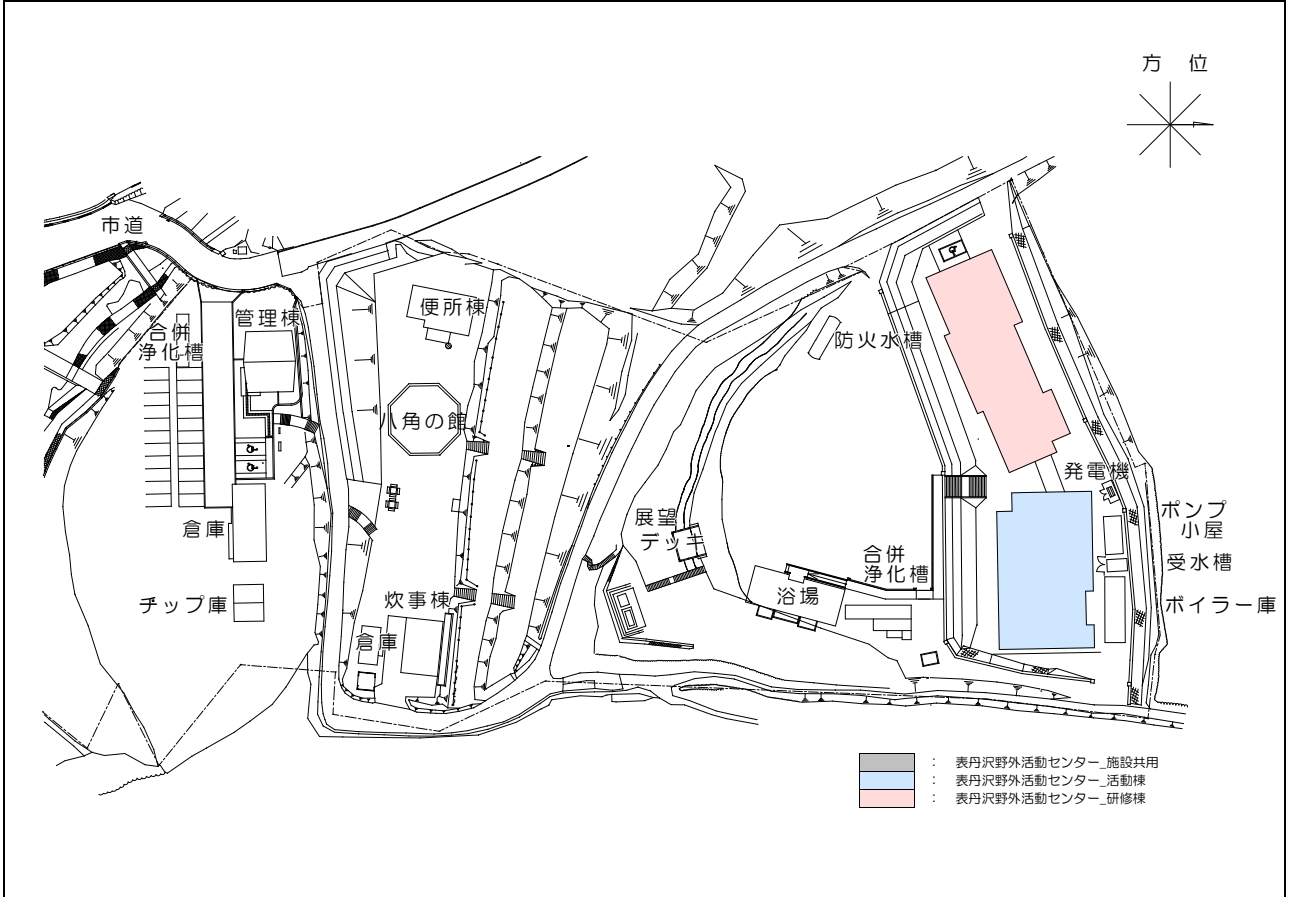 方 位
市道
合併
浄化槽
管理棟
便所棟
八角の館
倉庫
チップ庫
炊事棟
倉庫
防火水槽
展望
デッキ
浴場
合併
浄化槽
発電機
ポンプ
小屋
受水槽
ボイラー庫
： 表丹沢野外活動センター_施設共用
： 表丹沢野外活動センター_活動棟
： 表丹沢野外活動センター_研修棟